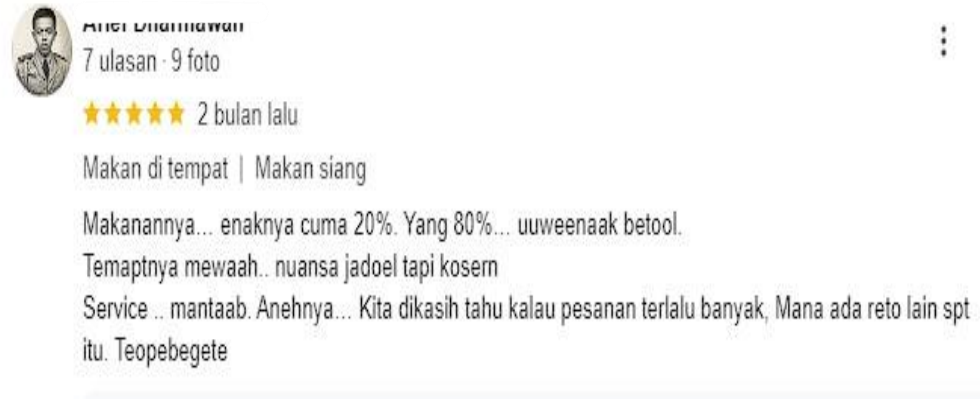 7 ulasan · 9 foto
2 bulan lalu
Makan di tempat | Makan siang
Makanannya... enaknya cuma 20%. Yang 80%... uuweenaak betool.
Temaptnya mewaah.. nuansa jadoel tapi kosern
Service .. mantaab. Anehnya... Kita dikasih tahu kalau pesanan terlalu banyak, Mana ada reto lain spt
itu. Teopebegete